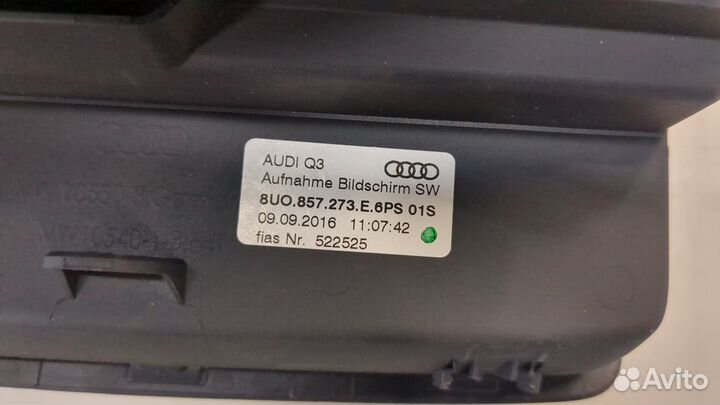 AUDI Q3
Aufnahme Bildschirm SW
8UO.857.273.E.6PS 01S
09.09.2016 11:07:42
fias Nr. 522525
Avito